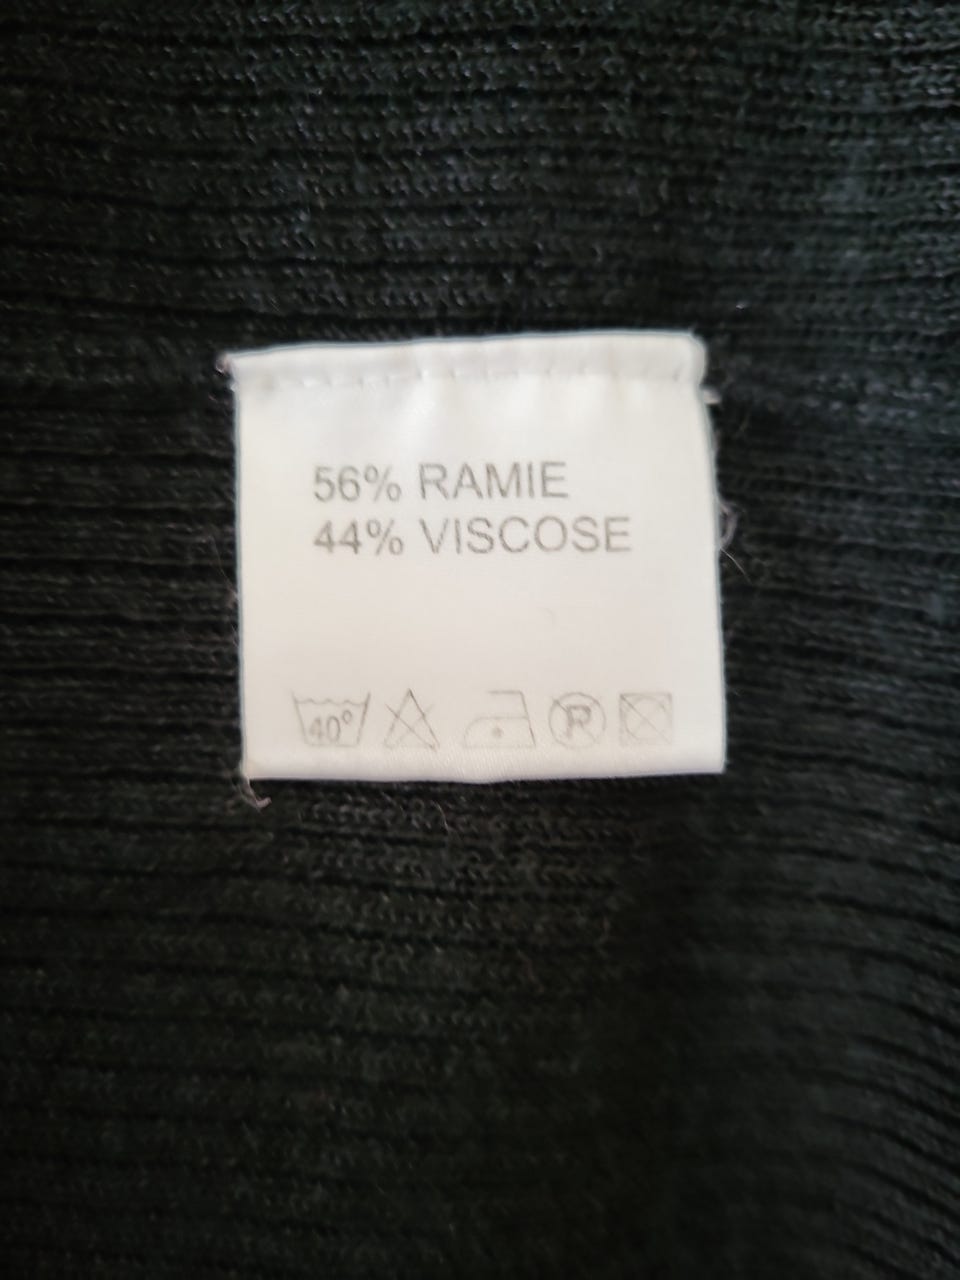 56% RAMIE
44% VISCOSE
40° R